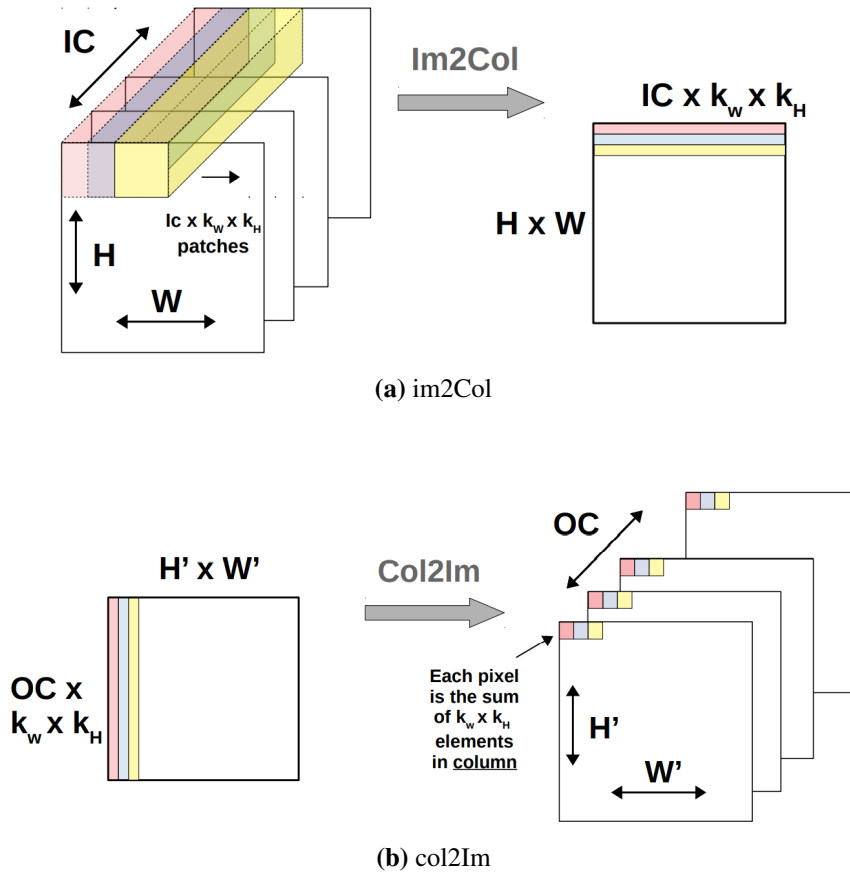 IC
Im2Col
IC x kw x kH
Ic x kw x kH
patches
H
W
H x W
(a) im2Col
OC
H' x W'
Col2Im
OC x
kw x kH
Each pixel
is the sum
of kw x kH
elements
in column
H'
W'
(b) col2Im